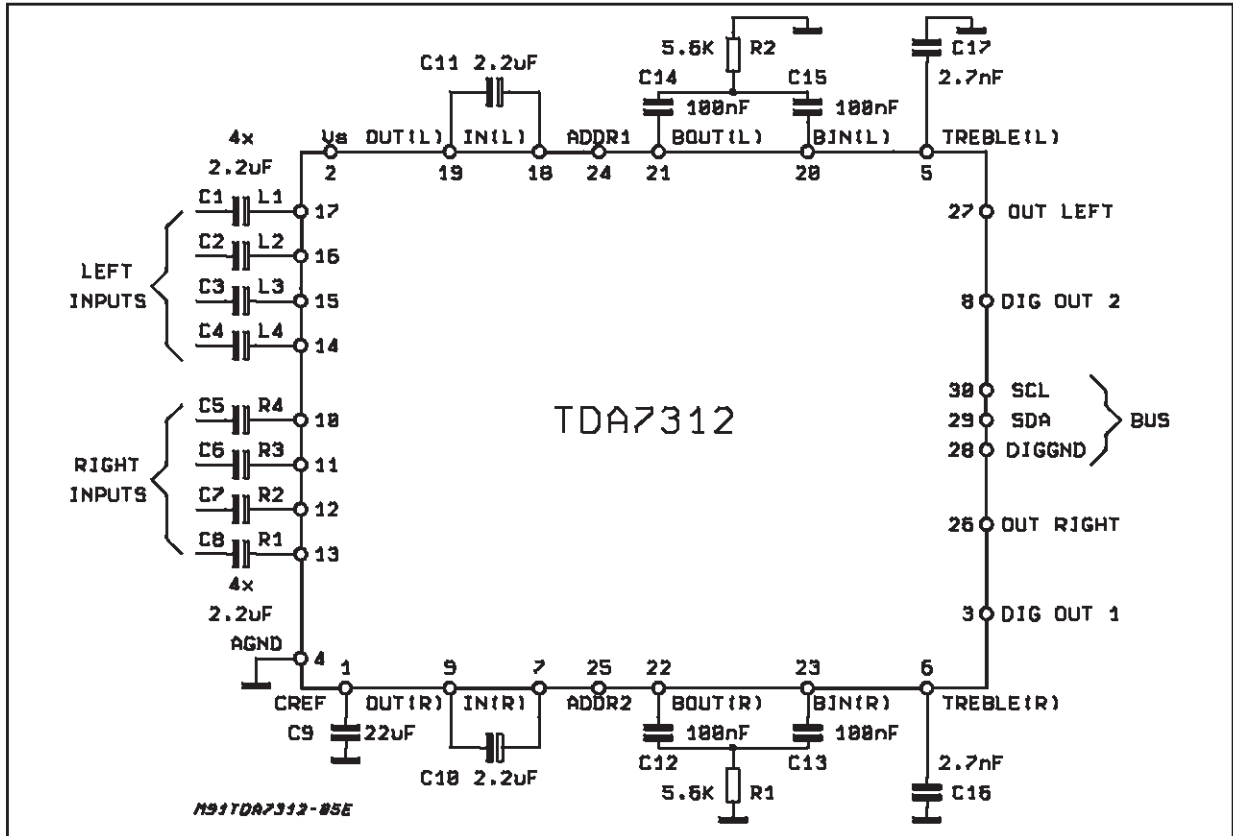 C11 2.2uF
5.6K R2
C17
2.7nF
C14 C15
100nF 100nF
4x
2.2uF
Vs OUT(L) IN(L) ADDR1 BOUT(L) BIN(L) TREBLE(L)
2 19 18 24 21 20 5
C1 L1 17
C2 L2 16
C3 L3 15
C4 L4 14
LEFT
INPUTS
27 OUT LEFT
8 DIG OUT 2
C5 R4 10
C6 R3 11
C7 R2 12
C8 R1 13
RIGHT
INPUTS
TDA7312
30 SCL
29 SDA
28 DIGGND
BUS
26 OUT RIGHT
3 DIG OUT 1
4x
2.2uF
AGND
4
1 9 7 25 22 23 6
CREF OUT(R) IN(R) ADDR2 BOUT(R) BIN(R) TREBLE(R)
C9 22uF
100nF 100nF
C12 C13
C10 2.2uF
5.6K R1
2.7nF
C16
M91TDA7312-05E